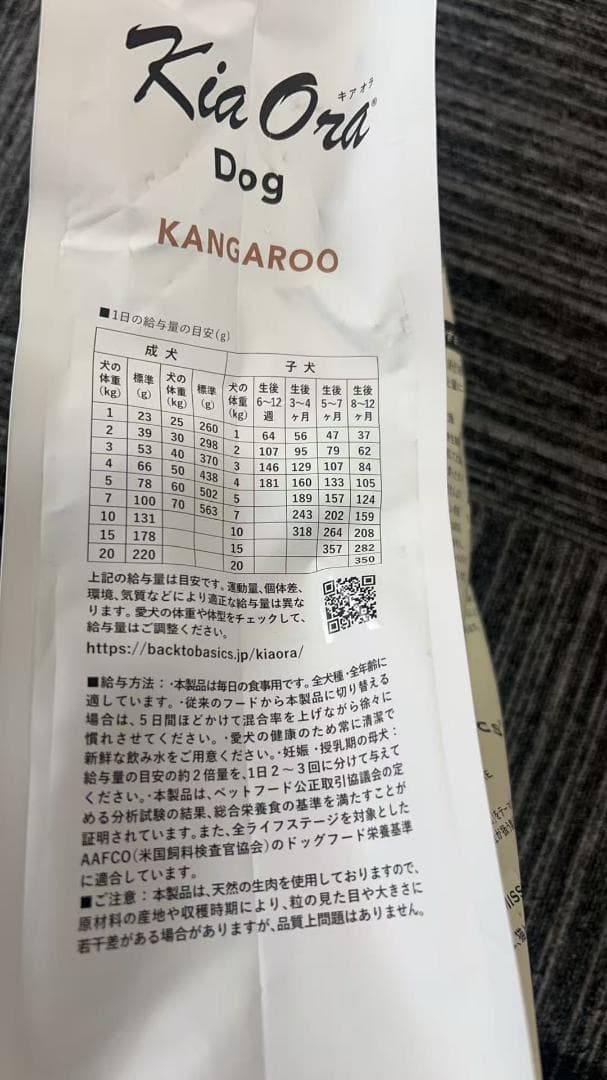 Kia Ora®
キアオラ
Dog
KANGAROO
■1日の給与量の目安(g)
成犬 子犬
犬の体重(kg) 標準(g) 犬の体重(kg) 標準(g) 犬の体重(kg) 生後6~12週 生後3~4ヶ月 生後5~7ヶ月 生後8~12ヶ月
1 23 25 260 1 64 56 47 37
2 39 30 298 2 107 95 79 62
3 53 40 370 3 146 129 107 84
4 66 50 438 4 181 160 133 105
5 78 60 502 5 189 157 124
7 100 70 563 7 243 202 159
10 131 10 318 264 208
15 178 15 357 282
20 220 20 350
上記の給与量は目安です。運動量、個体差、
環境、気質などにより適正な給与量は異な
ります。愛犬の体重や体型をチェックして、
給与量はご調整ください。
https://backtobasics.jp/kiaora/
■給与方法:・本製品は毎日の食事用です。全犬種・全年齢に
適しています。・従来のフードから本製品に切り替える
場合は、5日間ほどかけて混合率を上げながら徐々に
慣れさせてください。・愛犬の健康のため常に清潔で
新鮮な飲み水をご用意ください。・妊娠・授乳期の母犬:
給与量の目安の約2倍量を、1日2~3回に分けて与えて
ください。・本製品は、ペットフード公正取引協議会の定
める分析試験の結果、総合栄養食の基準を満たすことが
証明されています。また、全ライフステージを対象とした
AAFCO(米国飼料検査官協会)のドッグフード栄養基準
に適合しています。
■ご注意:本製品は、天然の生肉を使用しておりますので、
原材料の産地や収穫時期により、粒の見た目や大きさに
若干差がある場合がありますが、品質上問題はありません。